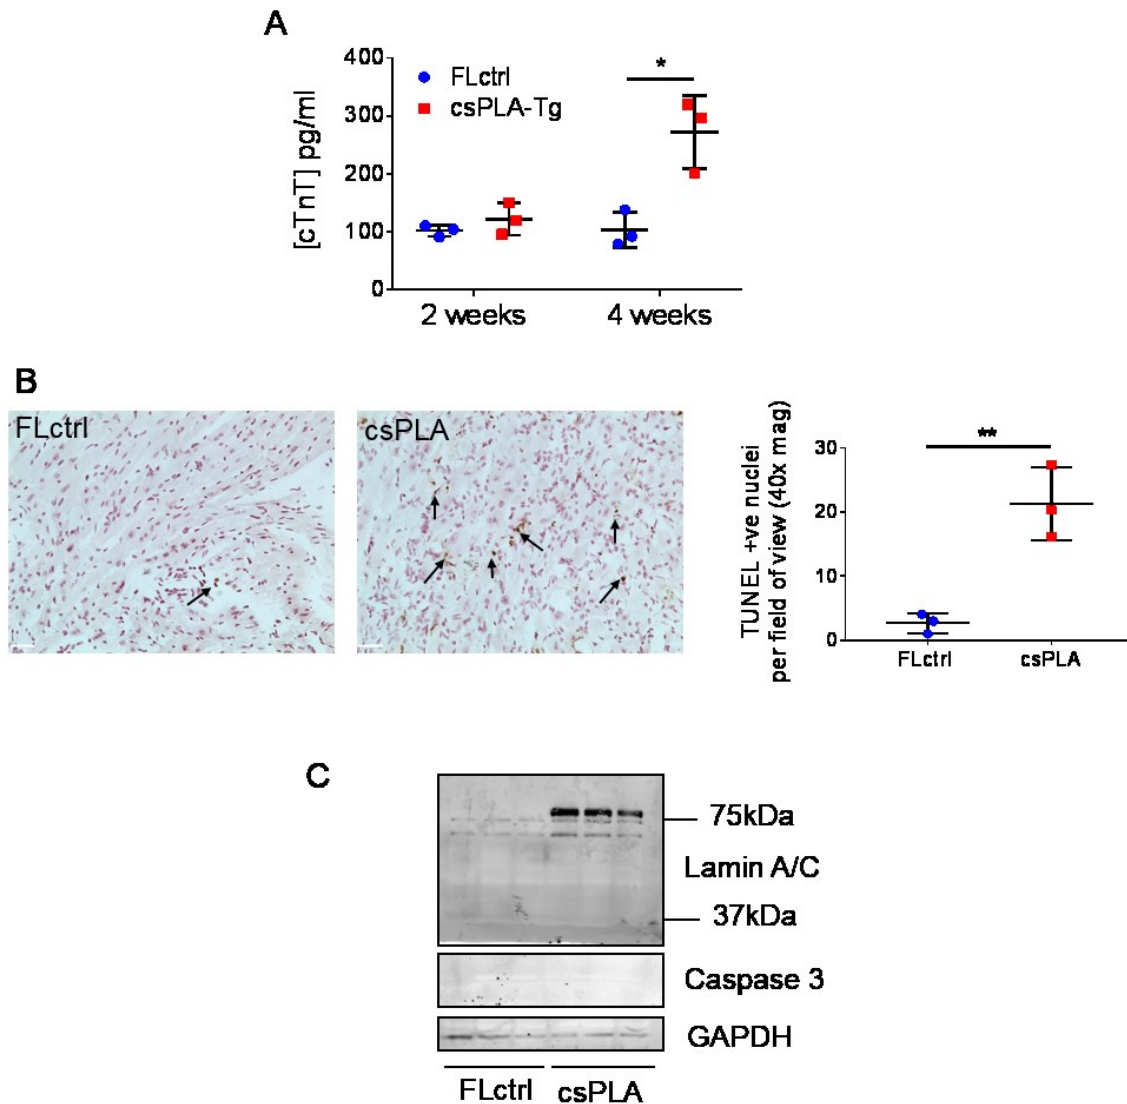 A
400
300
200
100
0
[cTnT] pg/ml
FLctrl
csPLA-Tg
*
2 weeks
4 weeks
B
FLctrl
csPLA
TUNEL +ve nuclei
per field of view (40x mag)
30
20
10
0
**
FLctrl
csPLA
C
75kDa
Lamin A/C
37kDa
Caspase 3
GAPDH
FLctrl
csPLA